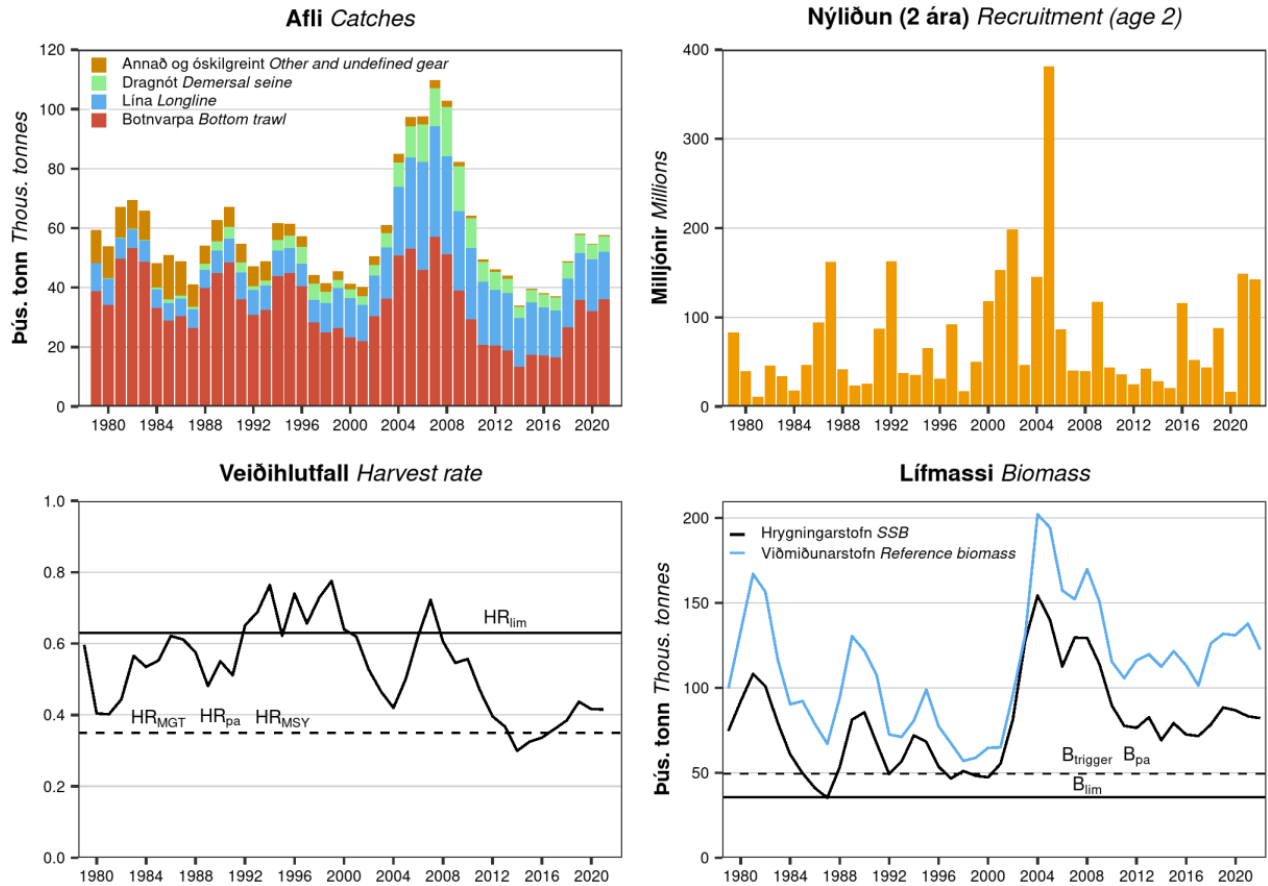 Afli Catches
Þús. tonn Thous. tonnes
120
100
80
60
40
20
0
Annað og óskilgreint Other and undefined gear
Dragnót Demersal seine
Lína Longline
Botnvarpa Bottom trawl
1980 1984 1988 1992 1996 2000 2004 2008 2012 2016 2020
Nýliðun (2 ára) Recruitment (age 2)
Milljónir Millions
400
300
200
100
0
1980 1984 1988 1992 1996 2000 2004 2008 2012 2016 2020
Veiðihlutfall Harvest rate
1.0
0.8
0.6
0.4
0.2
0.0
HRlim
HRMGT HRpa HRMSY
1980 1984 1988 1992 1996 2000 2004 2008 2012 2016 2020
Lífmassi Biomass
Þús. tonn Thous. tonnes
200
150
100
50
0
Hrygningarstofn SSB
Viðmiðunarstofn Reference biomass
Btrigger Bpa
Blim
1980 1984 1988 1992 1996 2000 2004 2008 2012 2016 2020